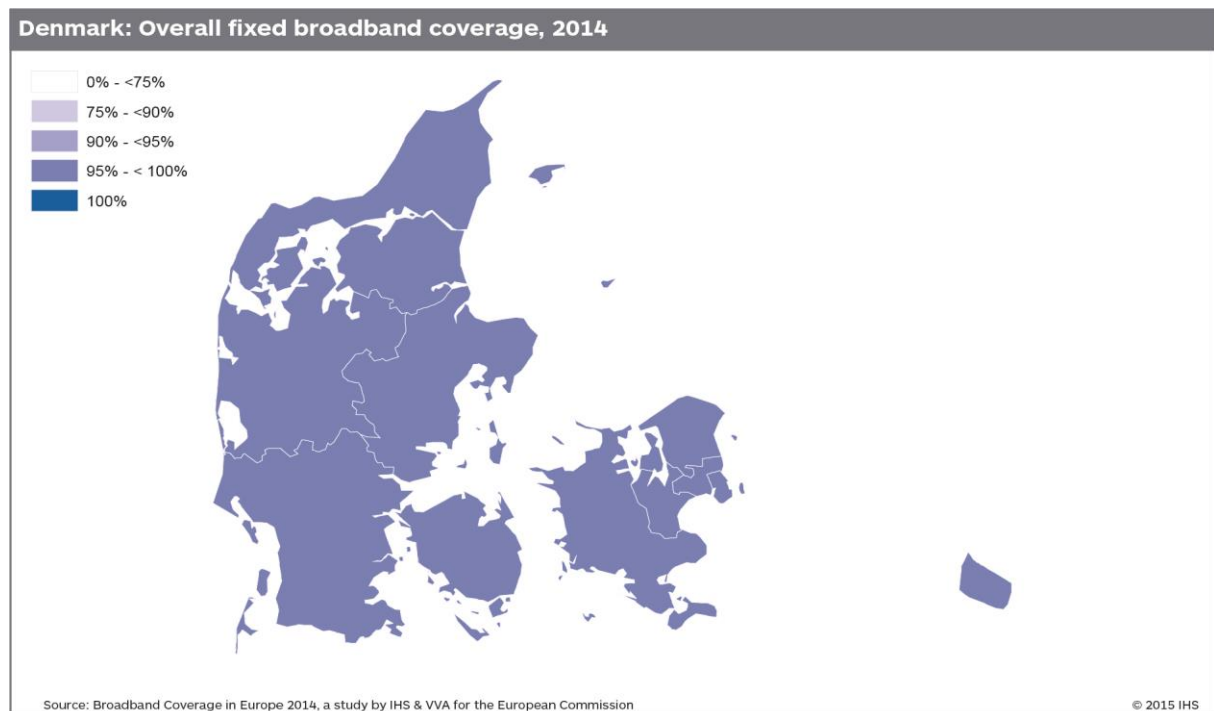 Denmark: Overall fixed broadband coverage, 2014
0% - <75%
75% - <90%
90% - <95%
95% - < 100%
100%
Source: Broadband Coverage in Europe 2014, a study by IHS & VVA for the European Commission
© 2015 IHS